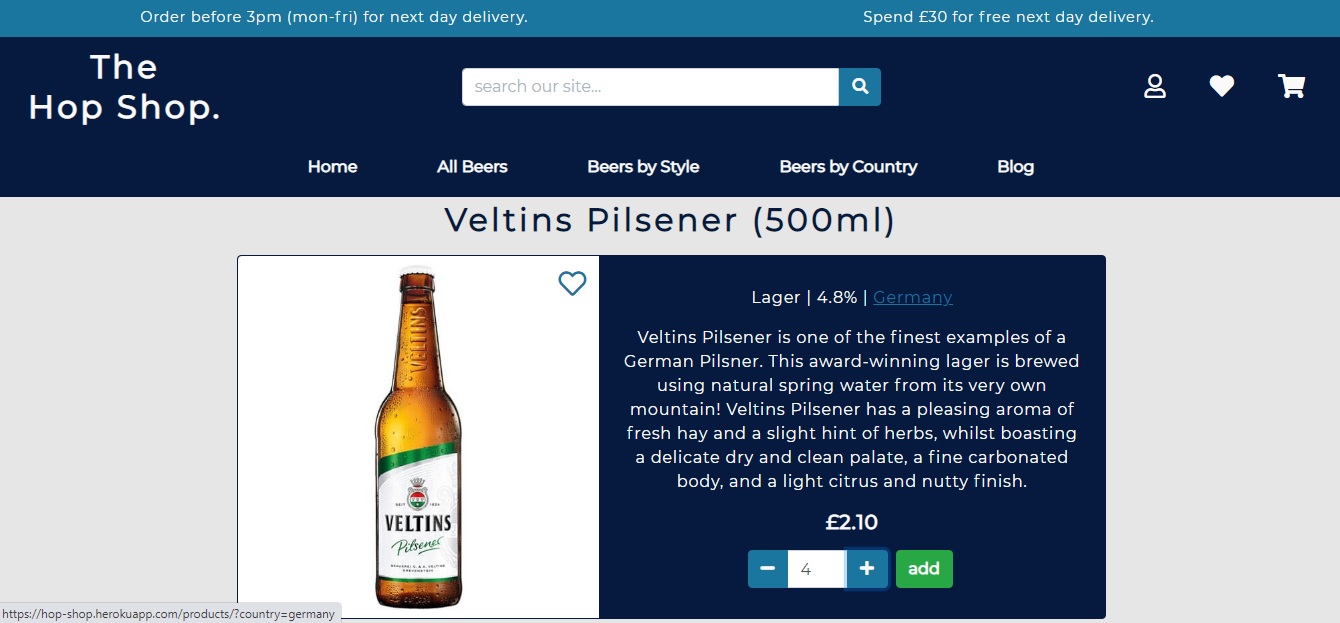 Order before 3pm (mon-fri) for next day delivery.
Spend £30 for free next day delivery.
The
Hop Shop.
search our site...
Home
All Beers
Beers by Style
Beers by Country
Blog
Veltins Pilsener (500ml)
VELTINS
SEIT 1824
VELTINS
Pilsener
Lager | 4.8% | Germany
Veltins Pilsener is one of the finest examples of a
German Pilsner. This award-winning lager is brewed
using natural spring water from its very own
mountain! Veltins Pilsener has a pleasing aroma of
fresh hay and a slight hint of herbs, whilst boasting
a delicate dry and clean palate, a fine carbonated
body, and a light citrus and nutty finish.
£2.10
4
add
https://hop-shop.herokuapp.com/products/?country=germany